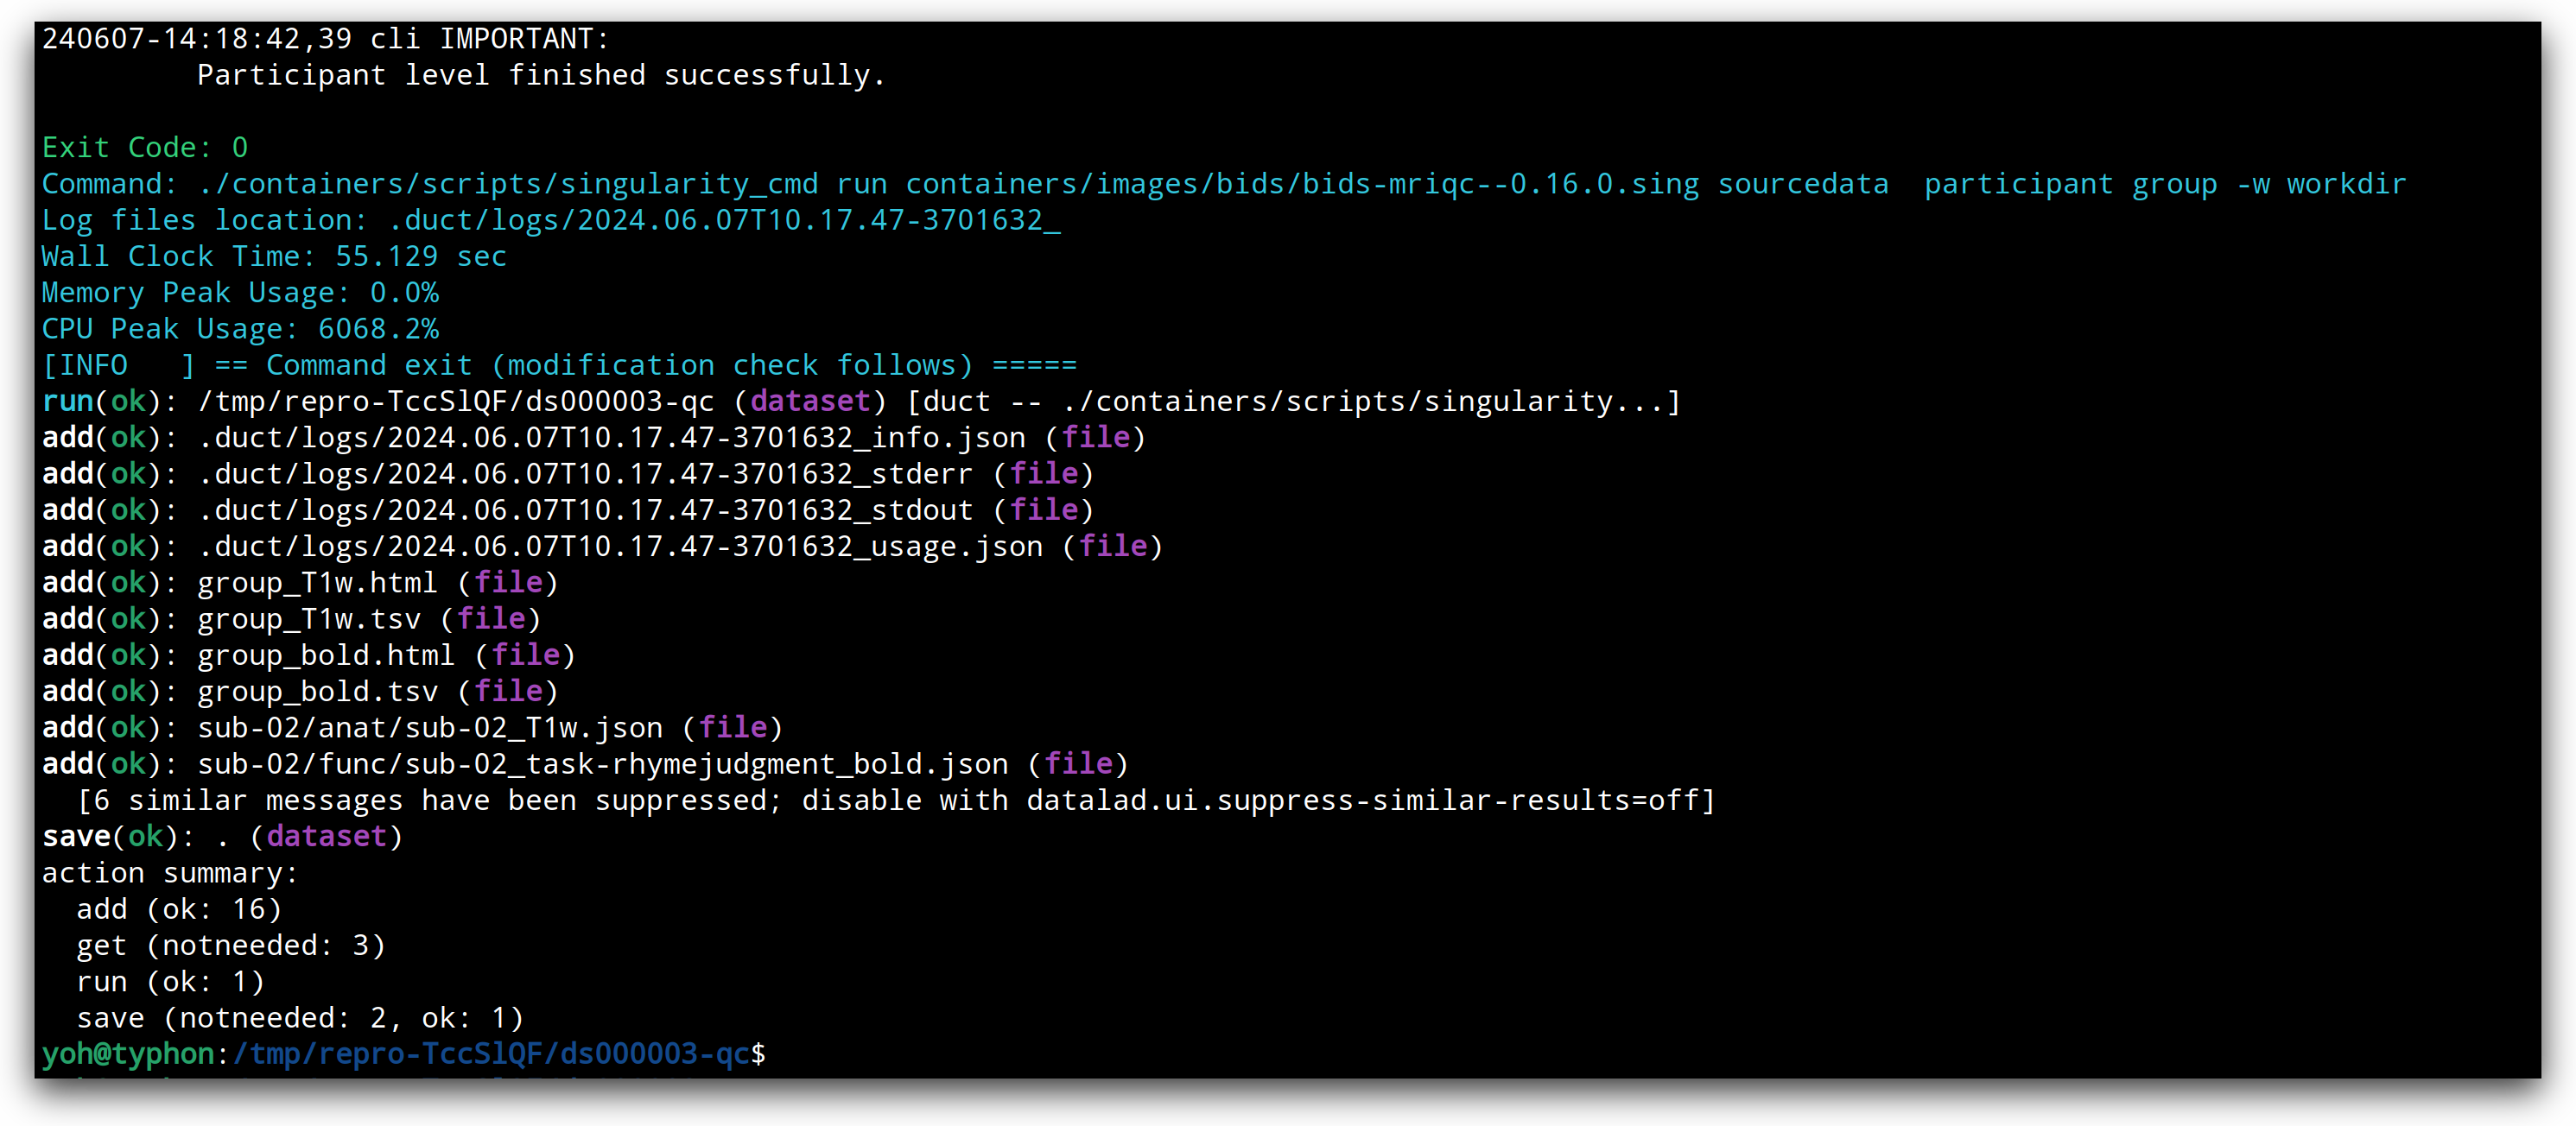 240607-14:18:42,39 cli IMPORTANT:
         Participant level finished successfully.

Exit Code: 0
Command: ./containers/scripts/singularity_cmd run containers/images/bids/bids-mriqc--0.16.0.sing sourcedata  participant group -w workdir
Log files location: .duct/logs/2024.06.07T10.17.47-3701632_
Wall Clock Time: 55.129 sec
Memory Peak Usage: 0.0%
CPU Peak Usage: 6068.2%
[INFO   ] == Command exit (modification check follows) =====
run(ok): /tmp/repro-TccSlQF/ds000003-qc (dataset) [duct -- ./containers/scripts/singularity...]
add(ok): .duct/logs/2024.06.07T10.17.47-3701632_info.json (file)
add(ok): .duct/logs/2024.06.07T10.17.47-3701632_stderr (file)
add(ok): .duct/logs/2024.06.07T10.17.47-3701632_stdout (file)
add(ok): .duct/logs/2024.06.07T10.17.47-3701632_usage.json (file)
add(ok): group_T1w.html (file)
add(ok): group_T1w.tsv (file)
add(ok): group_bold.html (file)
add(ok): group_bold.tsv (file)
add(ok): sub-02/anat/sub-02_T1w.json (file)
add(ok): sub-02/func/sub-02_task-rhymejudgment_bold.json (file)
  [6 similar messages have been suppressed; disable with datalad.ui.suppress-similar-results=off]
save(ok): . (dataset)
action summary:
  add (ok: 16)
  get (notneeded: 3)
  run (ok: 1)
  save (notneeded: 2, ok: 1)
yoh@typhon:/tmp/repro-TccSlQF/ds000003-qc$